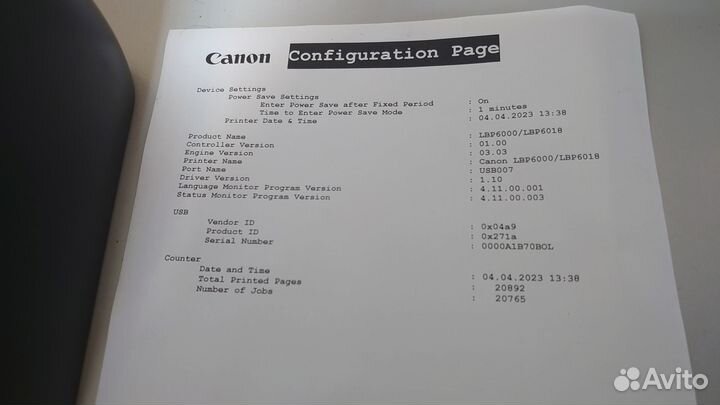 Canon Configuration Page
Device Settings
Power Save Settings
Enter Power Save after Fixed Period : On
Time to Enter Power Save Mode : 1 minutes
Printer Date & Time : 04.04.2023 13:38
Product Name : LBP6000/LBP6018
Controller Version : 01.00
Engine Version : 03.03
Printer Name : Canon LBP6000/LBP6018
Port Name : USB007
Driver Version : 1.10
Language Monitor Program Version : 4.11.00.001
Status Monitor Program Version : 4.11.00.003
USB
Vendor ID : 0x04a9
Product ID : 0x271a
Serial Number : 0000A1B70BOL
Counter
Date and Time : 04.04.2023 13:38
Total Printed Pages : 20892
Number of Jobs : 20765
Avito